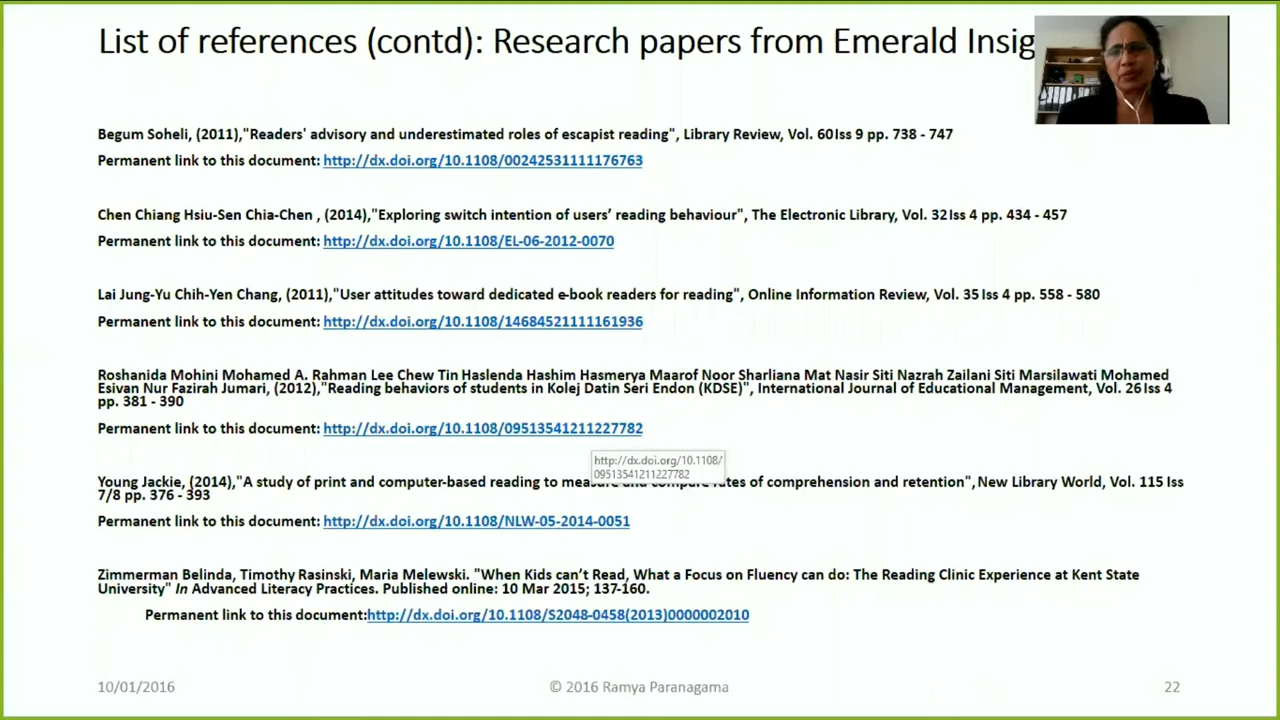 List of references (contd): Research papers from Emerald Insig
Begum Soheli, (2011),"Readers' advisory and underestimated roles of escapist reading", Library Review, Vol. 60 Iss 9 pp. 738 - 747
Permanent link to this document: http://dx.doi.org/10.1108/00242531111176763
Chen Chiang Hsiu-Sen Chia-Chen , (2014),"Exploring switch intention of users’ reading behaviour", The Electronic Library, Vol. 32 Iss 4 pp. 434 - 457
Permanent link to this document: http://dx.doi.org/10.1108/EL-06-2012-0070
Lai Jung-Yu Chih-Yen Chang, (2011),"User attitudes toward dedicated e-book readers for reading", Online Information Review, Vol. 35 Iss 4 pp. 558 - 580
Permanent link to this document: http://dx.doi.org/10.1108/14684521111161936
Roshanida Mohini Mohamed A. Rahman Lee Chew Tin Haslenda Hashim Hasmerya Maarof Noor Sharliana Mat Nasir Siti Nazrah Zailani Siti Marsilawati Mohamed
Esivan Nur Fazirah Jumari, (2012),"Reading behaviors of students in Kolej Datin Seri Endon (KDSE)", International Journal of Educational Management, Vol. 26 Iss 4
pp. 381 - 390
Permanent link to this document: http://dx.doi.org/10.1108/09513541211227782
http://dx.doi.org/10.1108/
09513541211227782
Young Jackie, (2014),"A study of print and computer-based reading to measure and compare rates of comprehension and retention", New Library World, Vol. 115 Iss
7/8 pp. 376 - 393
Permanent link to this document: http://dx.doi.org/10.1108/NLW-05-2014-0051
Zimmerman Belinda, Timothy Rasinski, Maria Melewski. "When Kids can’t Read, What a Focus on Fluency can do: The Reading Clinic Experience at Kent State
University" In Advanced Literacy Practices. Published online: 10 Mar 2015; 137-160.
Permanent link to this document:http://dx.doi.org/10.1108/S2048-0458(2013)0000002010
10/01/2016
© 2016 Ramya Paranagama
22